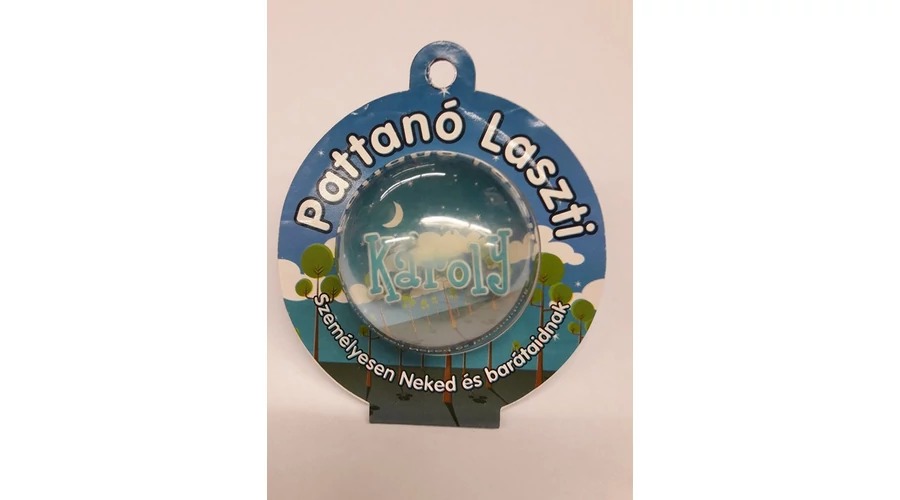 Pattanó Laszti
Károly
Személyesen Neked és barátaidnak